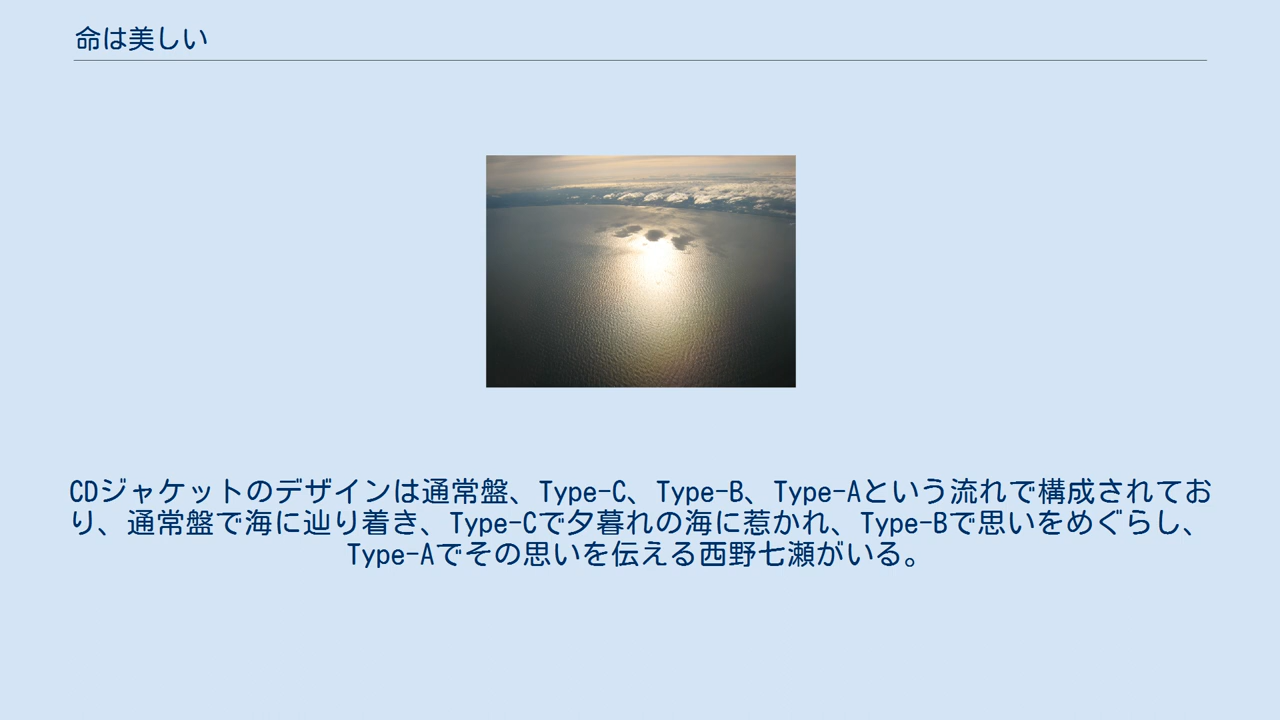 命は美しい
CDジャケットのデザインは通常盤、Type-C、Type-B、Type-Aという流れで構成されてお
り、通常盤で海に辿り着き、Type-Cで夕暮れの海に惹かれ、Type-Bで思いをめぐらし、
Type-Aでその思いを伝える西野七瀬がいる。